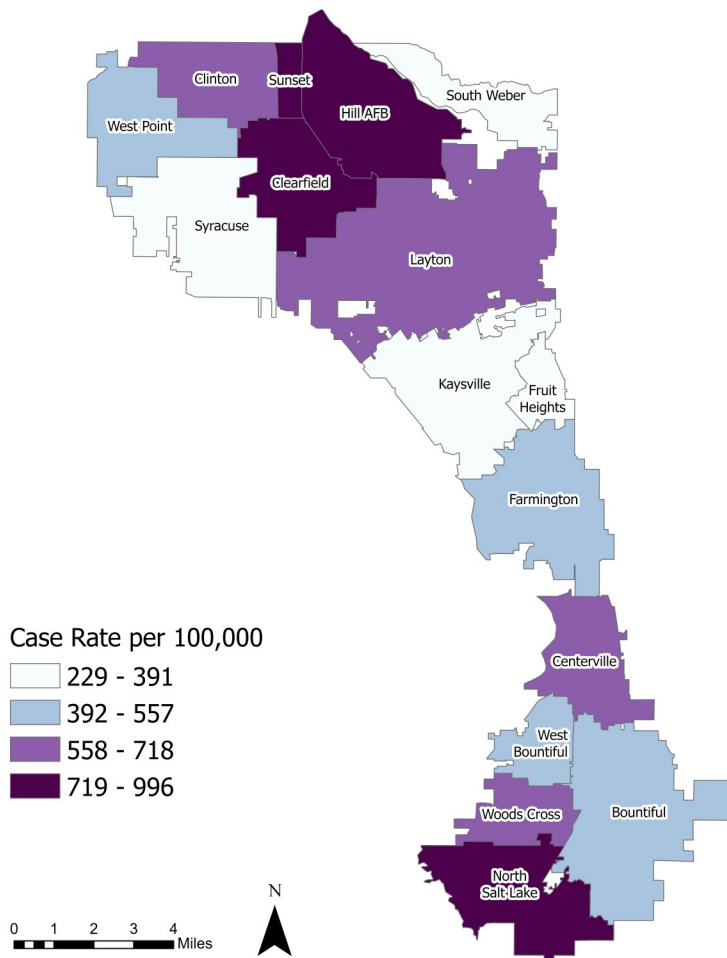 Clinton
Sunset
South Weber
Hill AFB
West Point
Clearfield
Syracuse
Layton
Kaysville
Fruit
Heights
Farmington
Case Rate per 100,000
229 - 391
392 - 557
558 - 718
719 - 996
Centerville
West
Bountiful
Woods Cross
Bountiful
North
Salt Lake
N
0 1 2 3 4
Miles